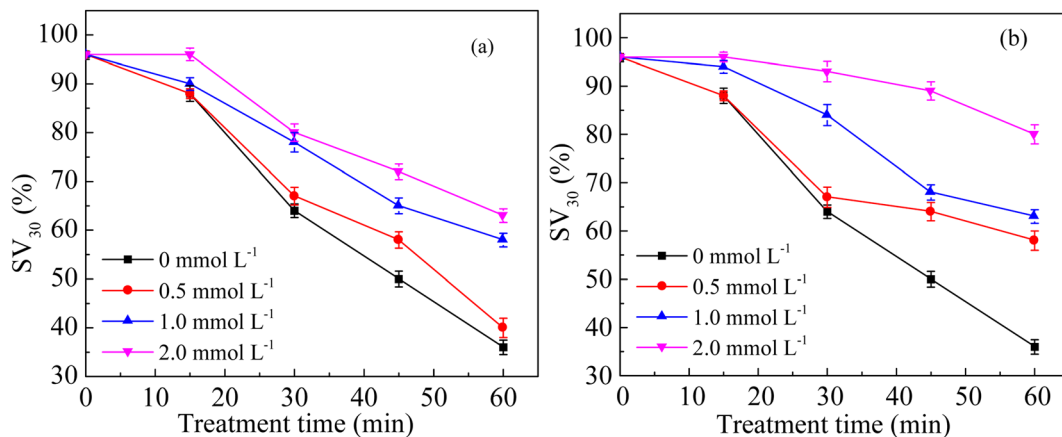 (a)
SV30 (%)
100
90
80
70
60
50
40
30
0 mmol L-1
0.5 mmol L-1
1.0 mmol L-1
2.0 mmol L-1
0 10 20 30 40 50 60
Treatment time (min)
(b)
SV30 (%)
100
90
80
70
60
50
40
30
0 mmol L-1
0.5 mmol L-1
1.0 mmol L-1
2.0 mmol L-1
0 10 20 30 40 50 60
Treatment time (min)